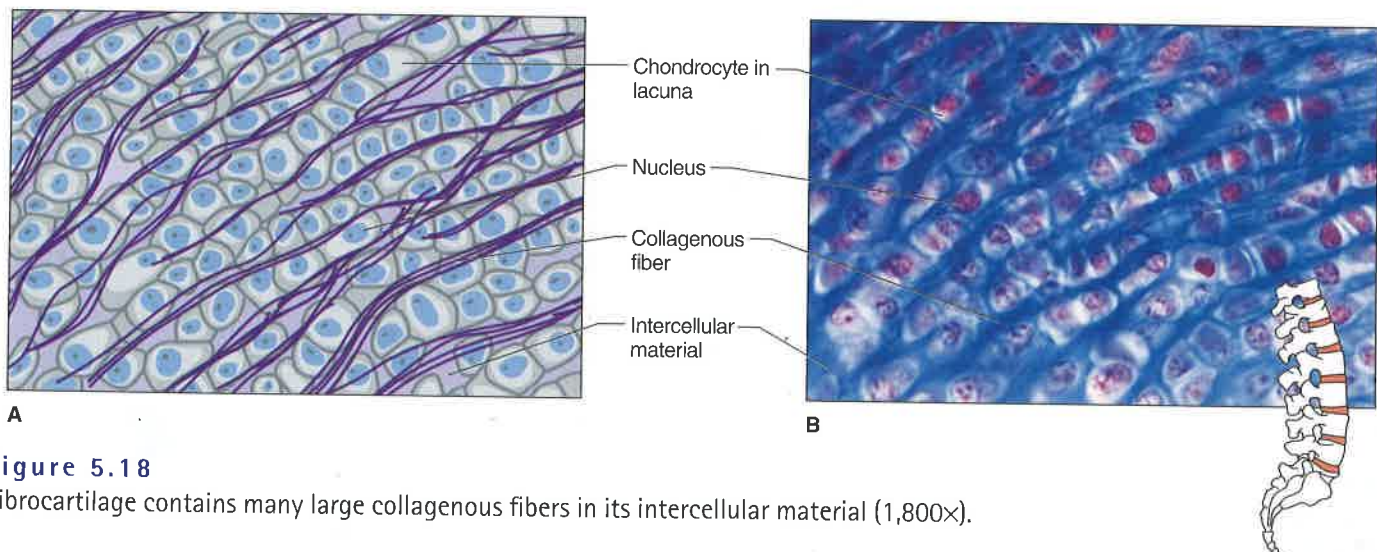 Chondrocyte in
lacuna
Nucleus
Collagenous
fiber
Intercellular
material
A
B
igure 5.18
ibrocartilage contains many large collagenous fibers in its intercellular material (1,800×).